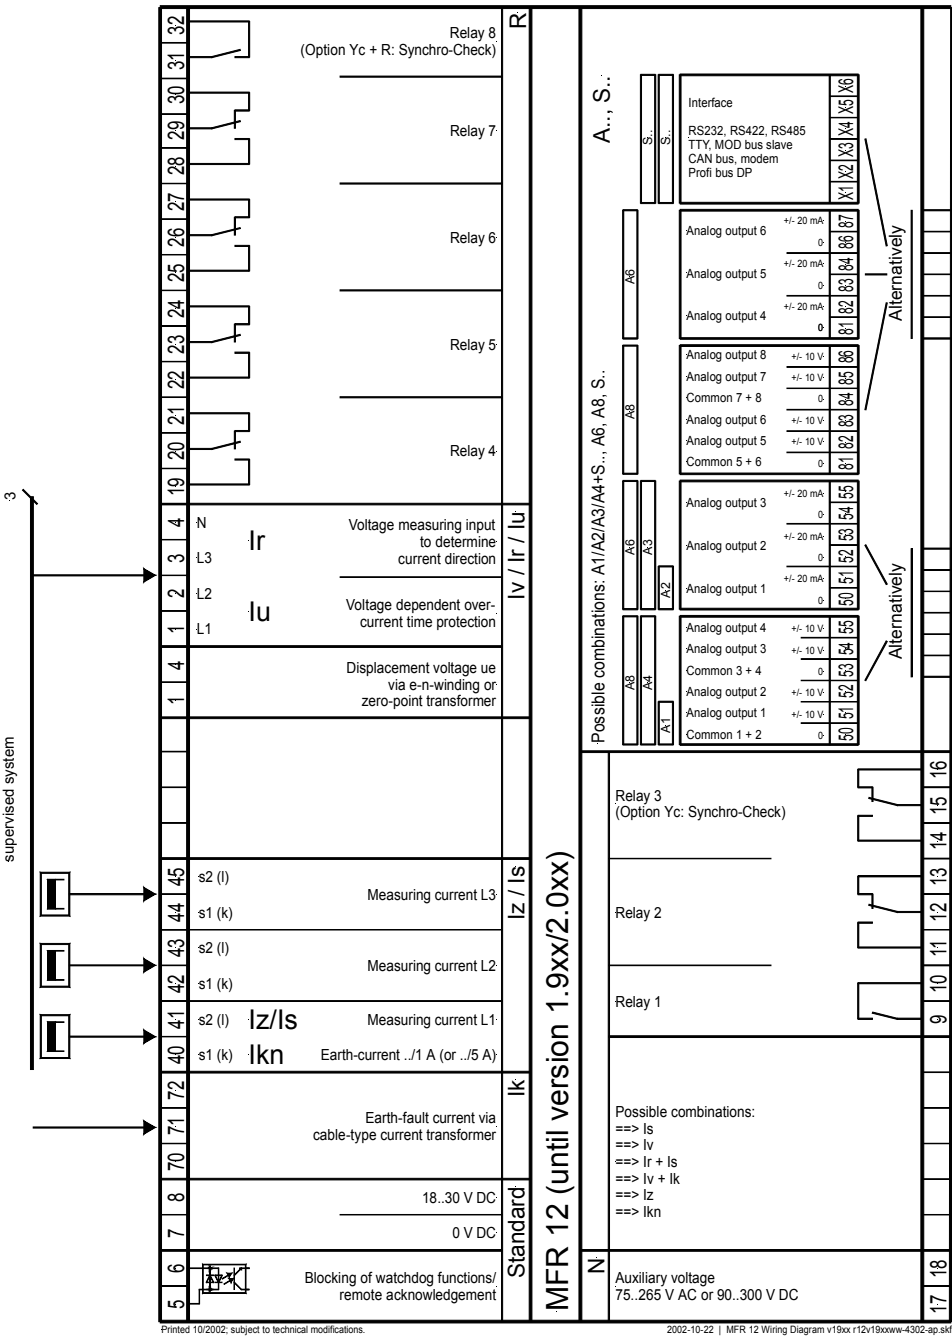 32
31
Relay 8
(Option Yc + R: Synchro-Check)
R
30
29
28
Relay 7
27
26
25
Relay 6
24
23
22
Relay 5
21
20
19
Relay 4
3
4
3
2
1
N
L3
L2
L1
Ir
Iu
Voltage measuring input
to determine
current direction
Voltage dependent over-
current time protection
Iv / Ir / Iu
4
1
Displacement voltage ue
via e-n-winding or
zero-point transformer
supervised system
45
44
s2 (l)
s1 (k)
Measuring current L3
43
42
s2 (l)
s1 (k)
Measuring current L2
41
40
s2 (l)
s1 (k)
Iz/Is
Ikn
Measuring current L1
Earth-current ../1 A (or ../5 A)
Iz / Is
72
71
70
Earth-fault current via
cable-type current transformer
Ik
8
7
18..30 V DC
0 V DC
6
5
Blocking of watchdog functions/
remote acknowledgement
Standard
MFR 12 (until version 1.9xx/2.0xx)
A.., S..
Possible combinations: A1/A2/A3/A4+S.., A6, A8, S..
S..
S..
Interface
RS232, RS422, RS485
TTY, MOD bus slave
CAN bus, modem
Profi bus DP
X1 X2 X3 X4 X5 X6
A6
Analog output 6 +/- 20 mA 87
0 86
Analog output 5 +/- 20 mA 84
0 83
Analog output 4 +/- 20 mA 82
0 81
Alternatively
A8
Analog output 8 +/- 10 V 86
Analog output 7 +/- 10 V 85
Common 7 + 8 0 84
Analog output 6 +/- 10 V 83
Analog output 5 +/- 10 V 82
Common 5 + 6 0 81
A6
A3
A2
Analog output 3 +/- 20 mA 55
0 54
Analog output 2 +/- 20 mA 53
0 52
Analog output 1 +/- 20 mA 51
0 50
Alternatively
A8
A4
A1
Analog output 4 +/- 10 V 55
Analog output 3 +/- 10 V 54
Common 3 + 4 0 53
Analog output 2 +/- 10 V 52
Analog output 1 +/- 10 V 51
Common 1 + 2 0 50
N
Relay 3
(Option Yc: Synchro-Check)
16
15
14
Relay 2
13
12
11
Relay 1
10
9
Possible combinations:
==> Is
==> Iv
==> Ir + Is
==> Iv + Ik
==> Iz
==> Ikn
N
Auxiliary voltage
75..265 V AC or 90..300 V DC
18
17
Printed 10/2002; subject to technical modifications.
2002-10-22 | MFR 12 Wiring Diagram v19xx r12v19xxww-4302-ap.skf